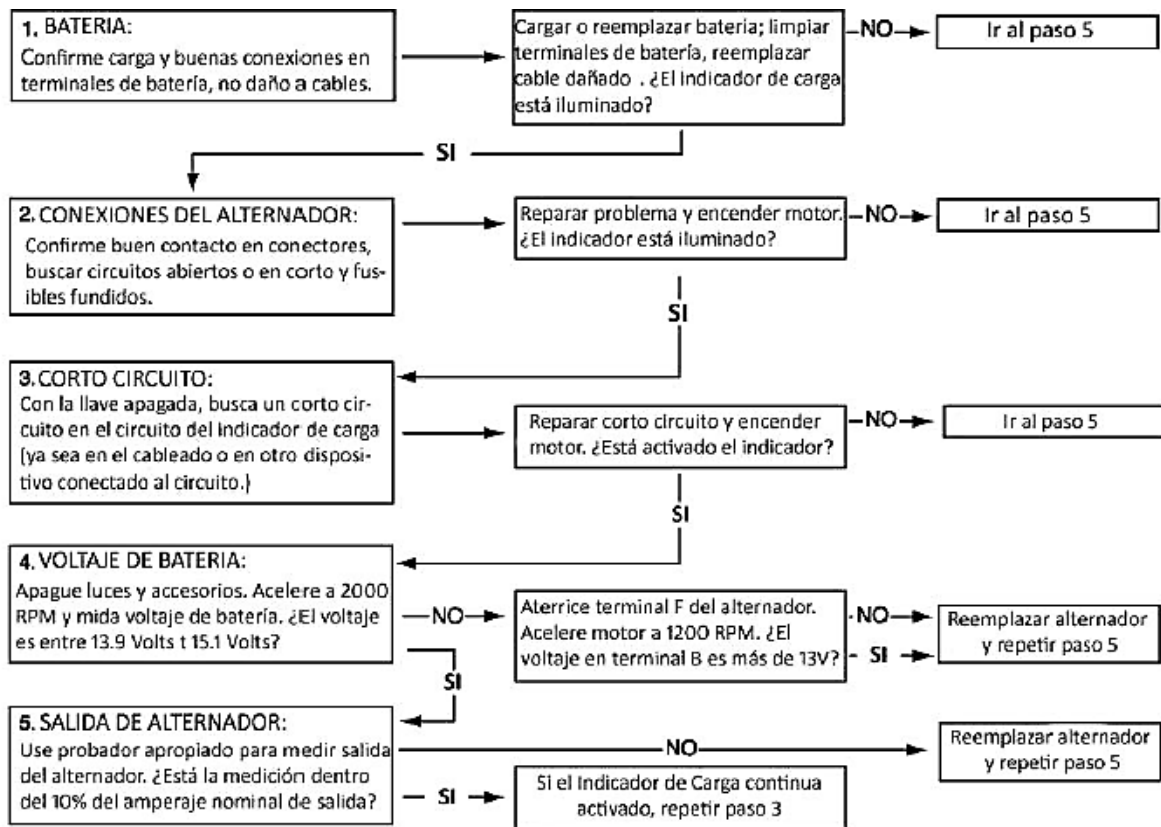 1. BATERIA:
Confirme carga y buenas conexiones en
terminales de batería, no daño a cables.
Cargar o reemplazar bateria; limpiar
terminales de batería, reemplazar
cable dañado . ¿El indicador de carga
está iluminado?
NO
Ir al paso 5
SI
2. CONEXIONES DEL ALTERNADOR:
Confirme buen contacto en conectores,
buscar circuitos abiertos o en corto y fus-
ibles fundidos.
Reparar problema y encender motor.
¿El indicador está iluminado?
NO
Ir al paso 5
SI
3. CORTO CIRCUITO:
Con la llave apagada, busca un corto cir-
cuito en el circuito del indicador de carga
(ya sea en el cableado o en otro disposi-
tivo conectado al circuito.)
Reparar corto circuito y encender
motor. ¿Está activado el indicador?
NO
Ir al paso 5
SI
4. VOLTAJE DE BATERIA:
Apague luces y accesorios. Acelere a 2000
RPM y mida voltaje de batería. ¿El voltaje
es entre 13.9 Volts t 15.1 Volts?
NO
Aterrice terminal F del alternador.
Acelere motor a 1200 RPM. ¿El
voltaje en terminal B es más de 13V?
NO
SI
Reemplazar alternador
y repetir paso 5
SI
5. SALIDA DE ALTERNADOR:
Use probador apropiado para medir salida
del alternador. ¿Está la medición dentro
del 10% del amperaje nominal de salida?
NO
Reemplazar alternador
y repetir paso 5
SI
Si el Indicador de Carga continua
activado, repetir paso 3